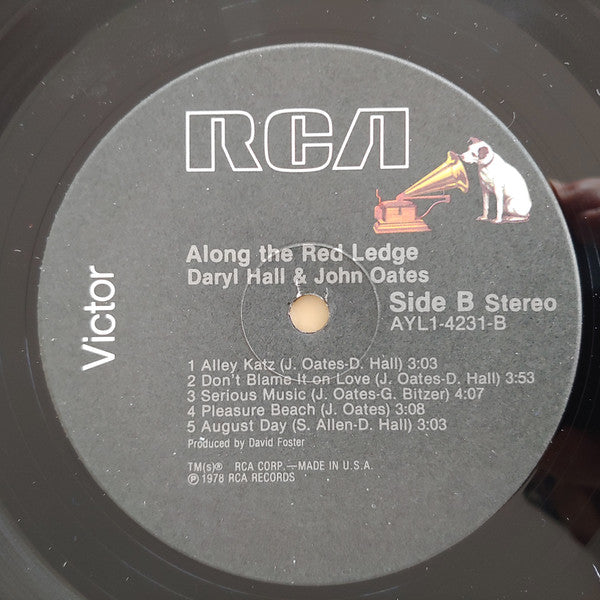 RCA
Victor
Along the Red Ledge
Daryl Hall & John Oates
Side B Stereo
AYL1-4231-B
1 Alley Katz (J. Oates-D. Hall) 3:03
2 Don't Blame It on Love (J. Oates-D. Hall) 3:53
3 Serious Music (J. Oates-G. Bitzer) 4:07
4 Pleasure Beach (J. Oates) 3:08
5 August Day (S. Allen-D. Hall) 3:03
Produced by David Foster
TM(s)® RCA CORP.—MADE IN U.S.A.
℗ 1978 RCA RECORDS